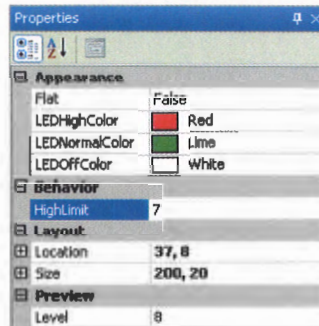 Properties
Appearance
Flat False
LEDHighColor Red
LEDNormalColor Lime
LEDOffColor White
Behavior
HighLimit 7
Layout
Location 37, 8
Size 200, 20
Preview
Level 8